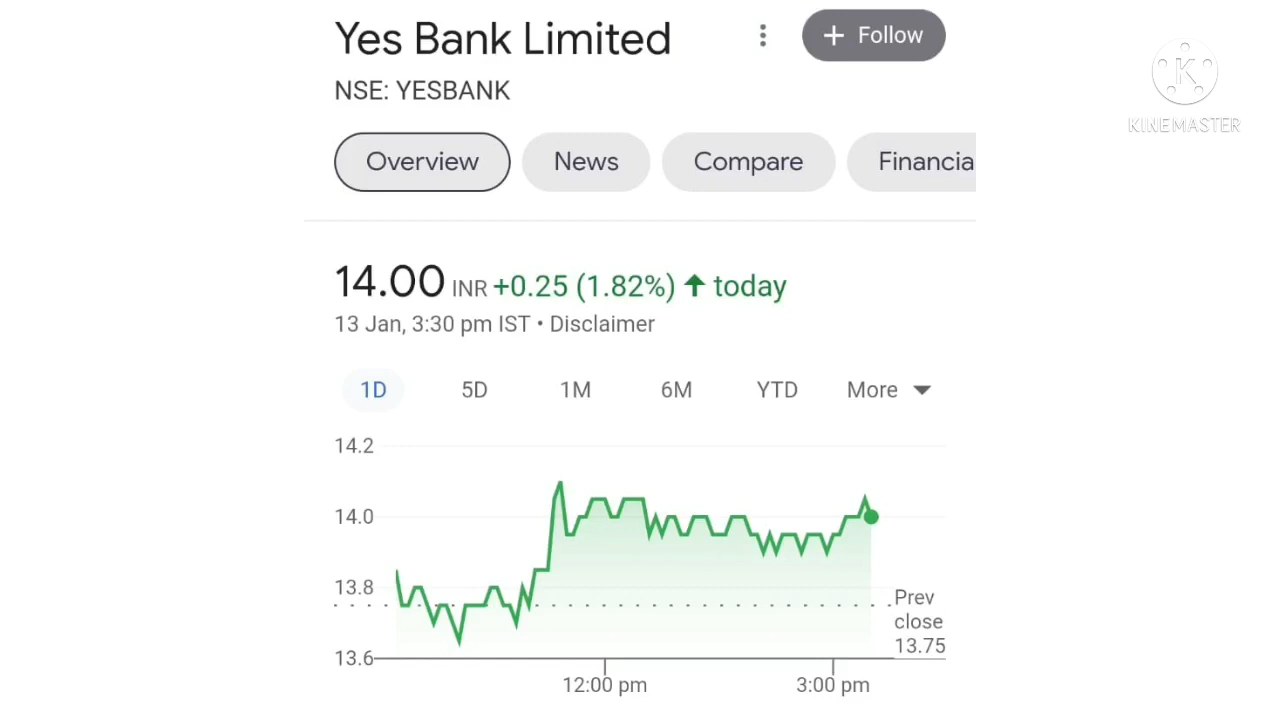 Yes Bank Limited
+ Follow
K
KINEMASTER
NSE: YESBANK
Overview News Compare Financia
14.00 INR +0.25 (1.82%) ↑ today
13 Jan, 3:30 pm IST • Disclaimer
1D 5D 1M 6M YTD More
14.2
14.0
13.8
13.6
Prev
close
13.75
12:00 pm 3:00 pm